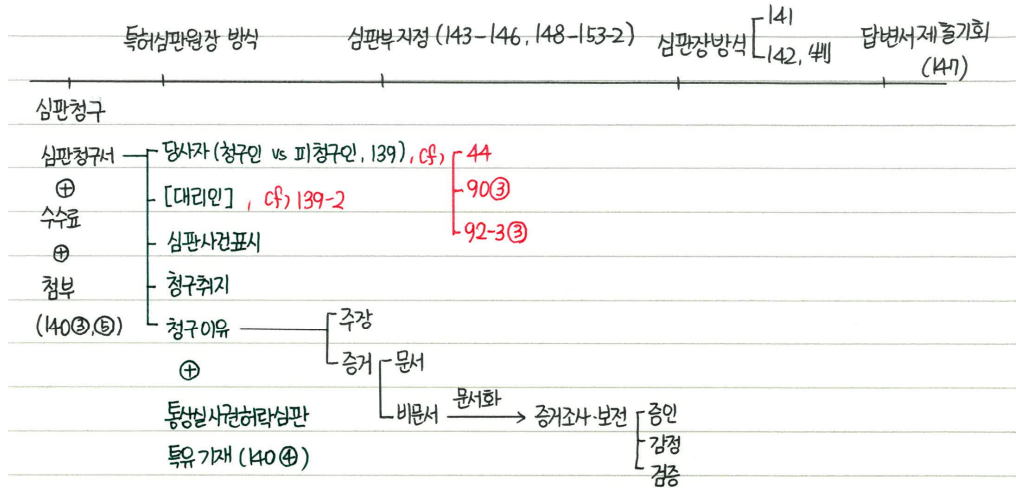 특허심판원장 방식
심판부지정 (143-146, 148-153-2)
심판장방식
141
142, 46
답변서제출기회
(147)
심판청구
심판청구서
⊕
수수료
⊕
첨부
(140③,⑤)
당사자 (청구인 vs 피청구인, 139), cf)
44
90③
92-3③
[대리인], cf) 139-2
심판사건표시
청구취지
청구이유
⊕
통상실시권허락심판
특유기재 (140④)
주장
증거
문서
비문서
문서화
증거조사·보전
증인
감정
검증